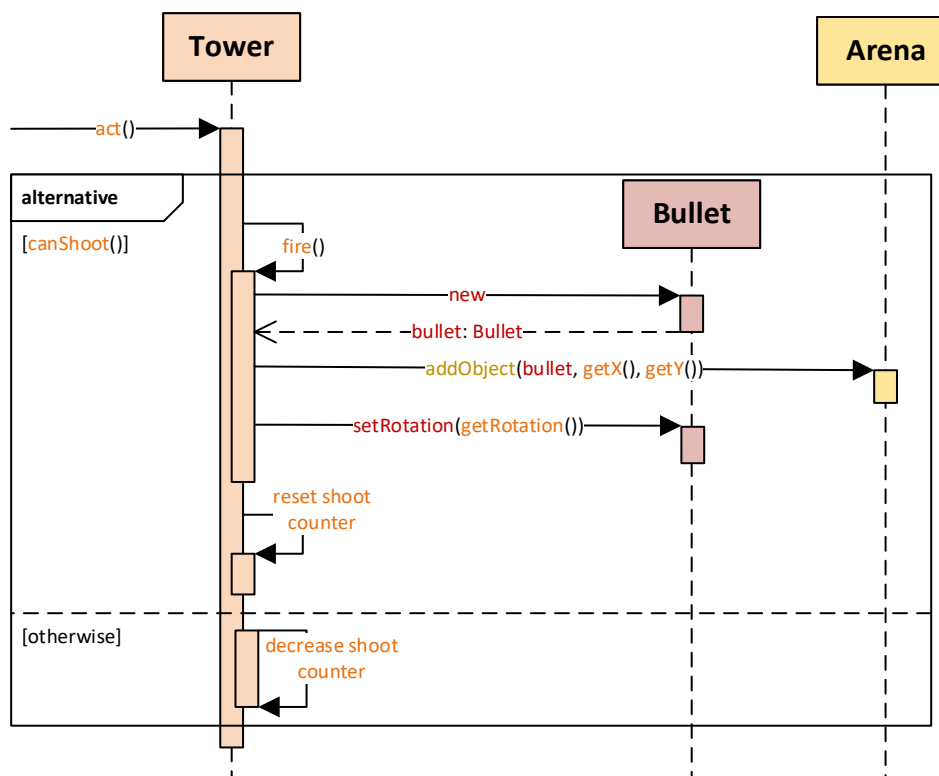 Tower
Arena
act()
alternative
Bullet
[canShoot()]
fire()
new
bullet: Bullet
addObject(bullet, getX(), getY())
setRotation(getRotation())
reset shoot
counter
[otherwise]
decrease shoot
counter